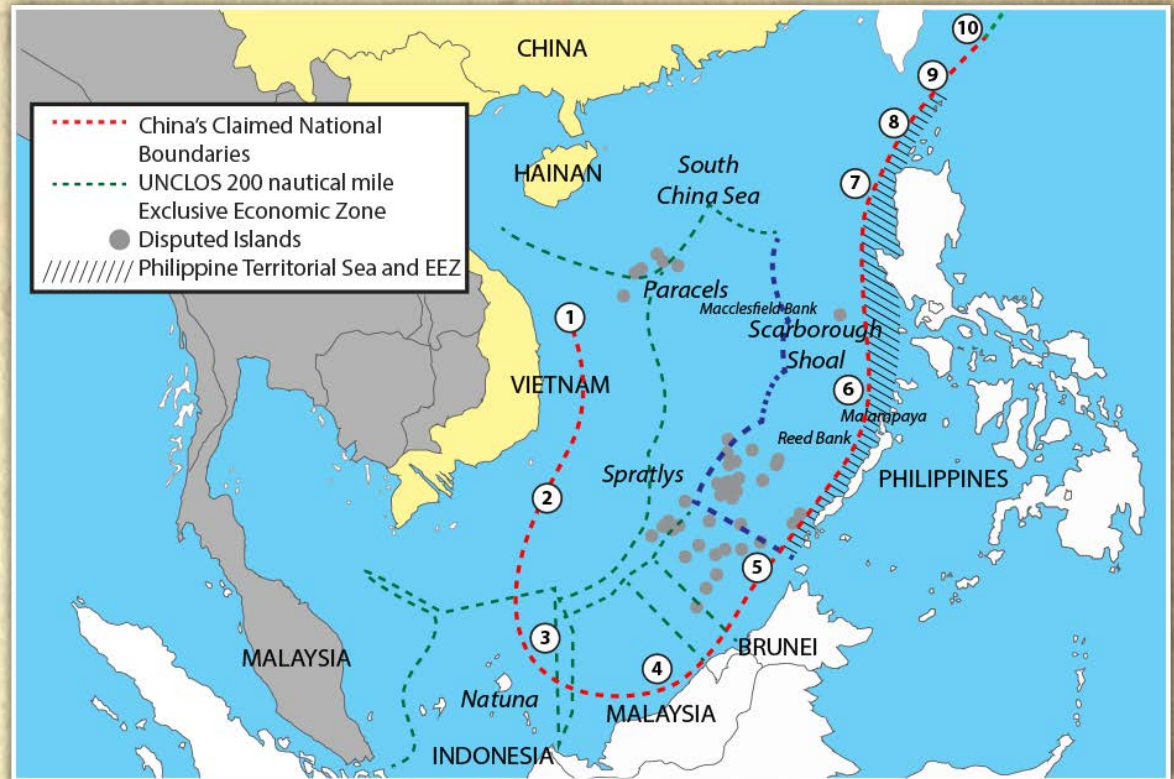 CHINA
China's Claimed National
Boundaries
UNCLOS 200 nautical mile
Exclusive Economic Zone
Disputed Islands
Philippine Territorial Sea and EEZ
HAINAN
South
China Sea
10
9
8
7
Paracels
Macclesfield Bank
Scarborough
Shoal
1
VIETNAM
6
Malampaya
Reed Bank
Spratlys
PHILIPPINES
2
5
3
BRUNEI
MALAYSIA
4
Natuna
MALAYSIA
INDONESIA